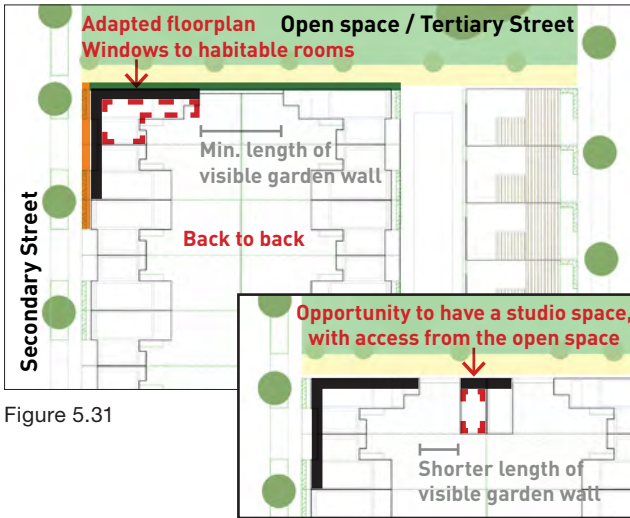 Adapted floorplan
Windows to habitable rooms
Open space / Tertiary Street
Min. length of
visible garden wall
Back to back
Secondary Street
Opportunity to have a studio space,
with access from the open space
Shorter length of
visible garden wall
Figure 5.31